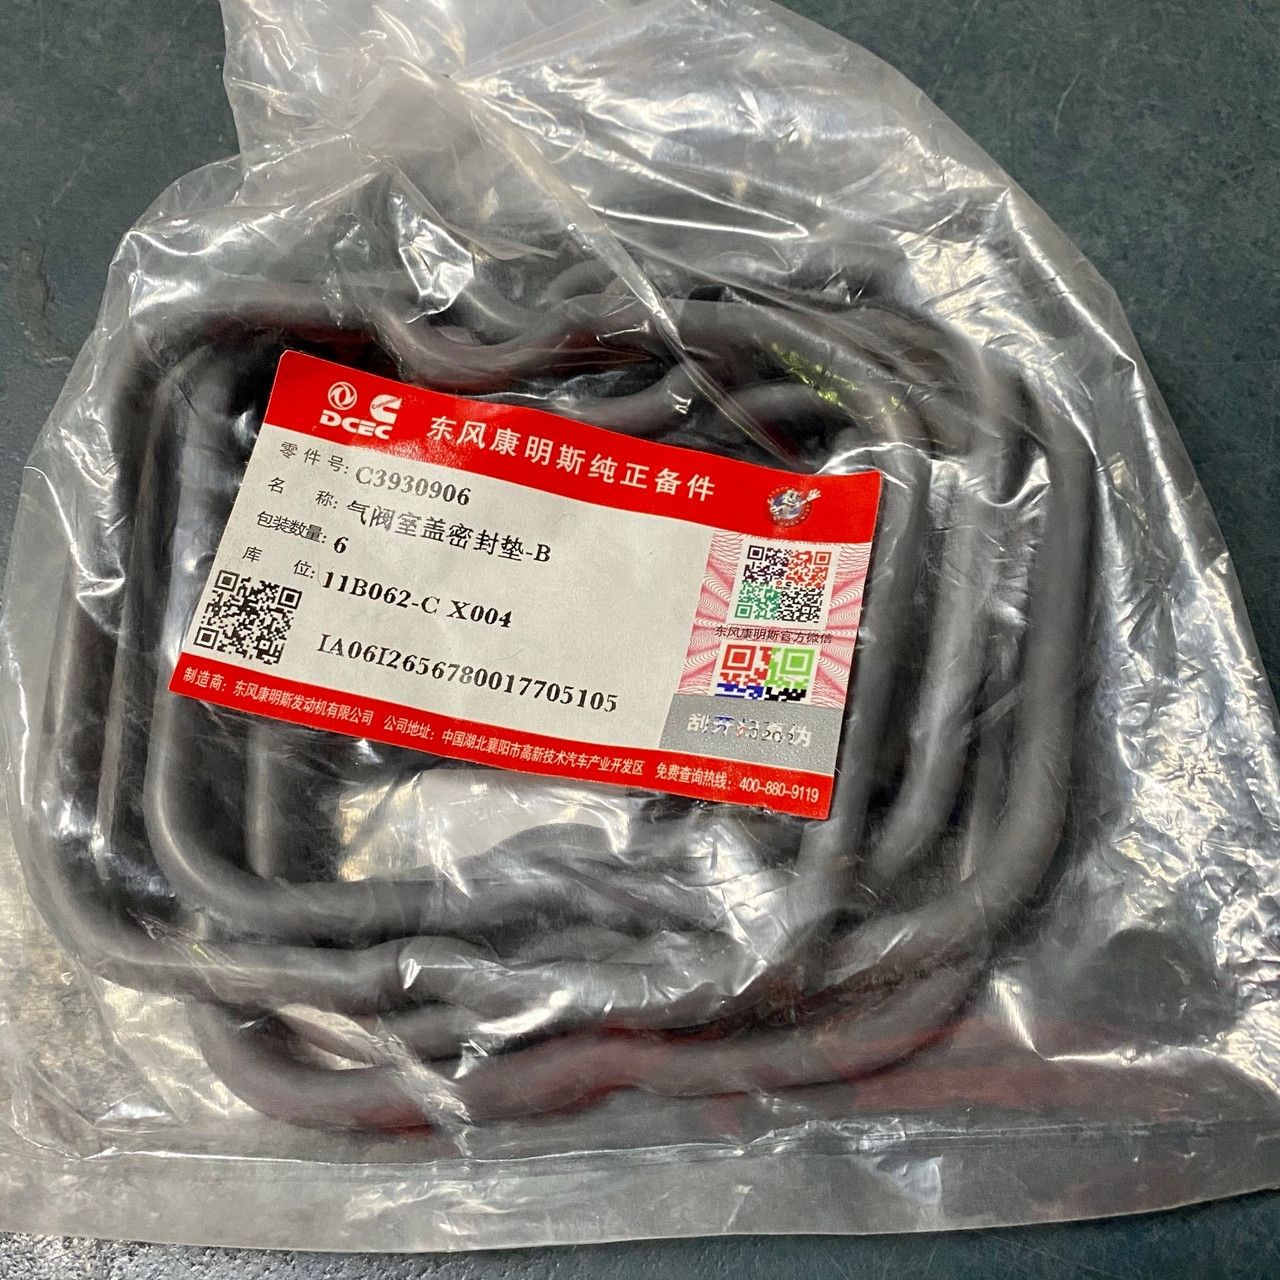 DCEC
东风康明斯纯正备件
零件号: C3930906
名 称: 气阀室盖密封垫-B
包装数量: 6
库 位: 11B062-C X004
IA06I2656780017705105
东风康明斯官方微信
制造商：东风康明斯发动机有限公司 公司地址：中国湖北襄阳市高新技术汽车产业开发区 免费查询热线：400-880-9119